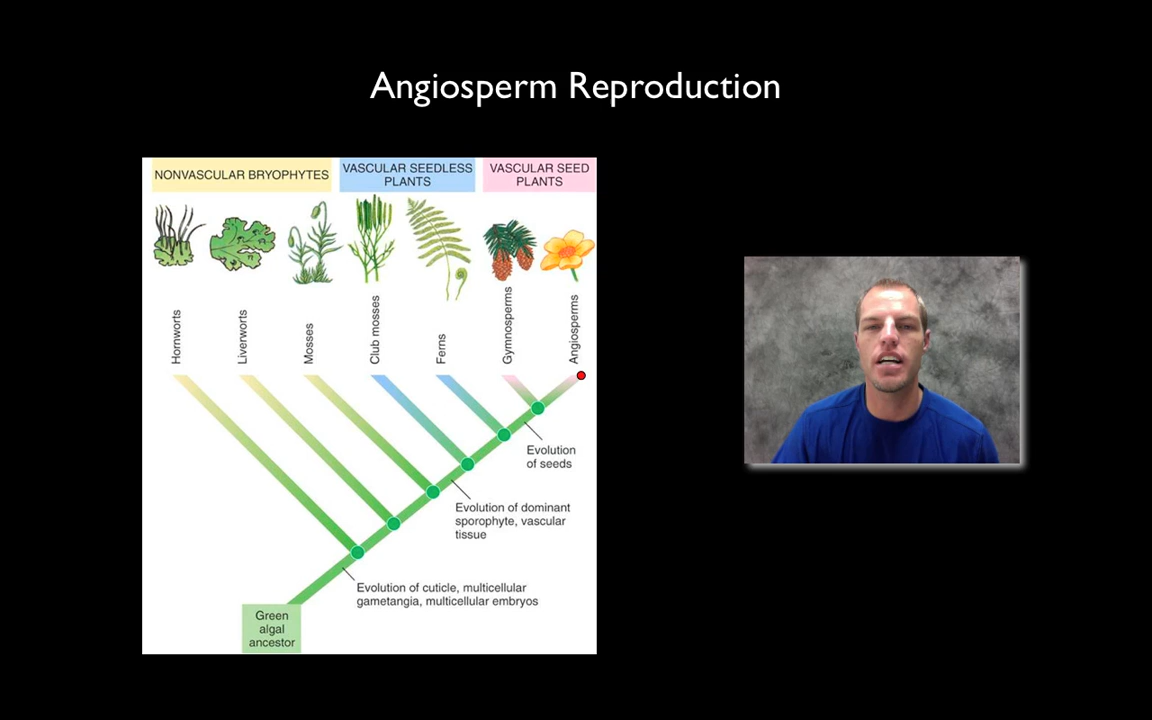 Angiosperm Reproduction
NONVASCULAR BRYOPHYTES
VASCULAR SEEDLESS
PLANTS
VASCULAR SEED
PLANTS
Hornworts
Liverworts
Mosses
Club mosses
Ferns
Gymnosperms
Angiosperms
Evolution
of seeds
Evolution of dominant
sporophyte, vascular
tissue
Evolution of cuticle, multicellular
gametangia, multicellular embryos
Green
algal
ancestor